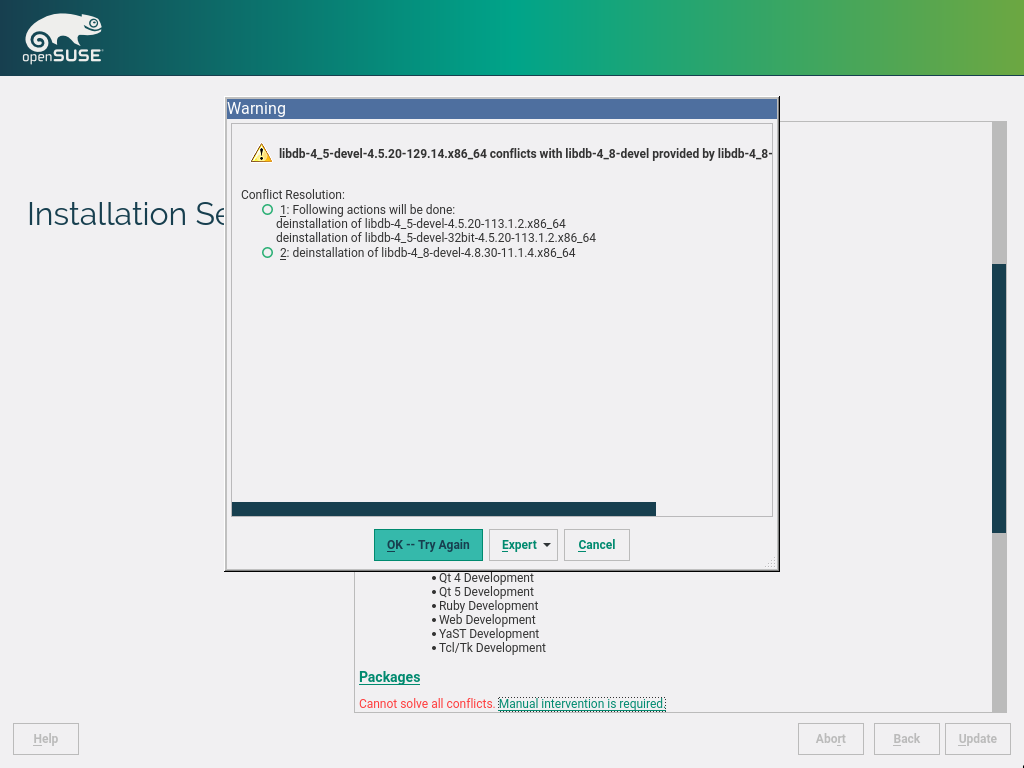 openSUSE
Warning
libdb-4_5-devel-4.5.20-129.14.x86_64 conflicts with libdb-4_8-devel provided by libdb-4_8-
Conflict Resolution:
1: Following actions will be done:
deinstallation of libdb-4_5-devel-4.5.20-113.1.2.x86_64
deinstallation of libdb-4_5-devel-32bit-4.5.20-113.1.2.x86_64
2: deinstallation of libdb-4_8-devel-4.8.30-11.1.4.x86_64
Installation Se
OK -- Try Again Expert Cancel
• Qt 4 Development
• Qt 5 Development
• Ruby Development
• Web Development
• YaST Development
• Tcl/Tk Development
Packages
Cannot solve all conflicts. Manual intervention is required.
Help Abort Back Update